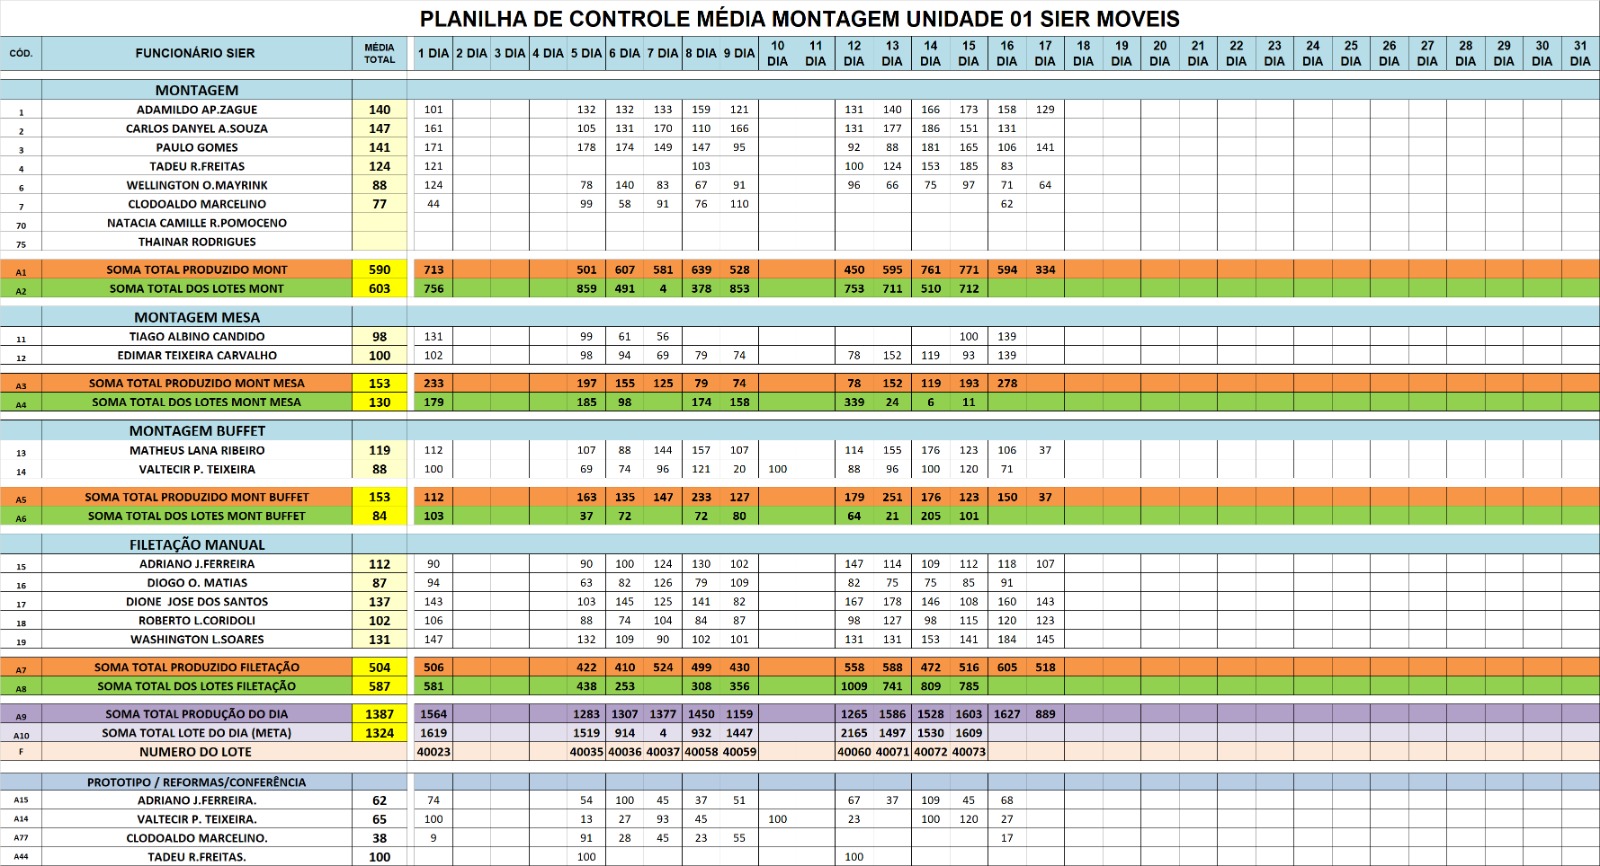 PLANILHA DE CONTROLE MÉDIA MONTAGEM UNIDADE 01 SIER MOVEIS
CÓD. FUNCIONÁRIO SIER MÉDIA TOTAL 1 DIA 2 DIA 3 DIA 4 DIA 5 DIA 6 DIA 7 DIA 8 DIA 9 DIA 10 DIA 11 DIA 12 DIA 13 DIA 14 DIA 15 DIA 16 DIA 17 DIA 18 DIA 19 DIA 20 DIA 21 DIA 22 DIA 23 DIA 24 DIA 25 DIA 26 DIA 27 DIA 28 DIA 29 DIA 30 DIA 31 DIA
MONTAGEM
1 ADAMILDO AP.ZAGUE 140 101 132 132 133 159 121 131 140 166 173 158 129
2 CARLOS DANYEL A.SOUZA 147 161 105 131 170 110 166 131 177 186 151 131
3 PAULO GOMES 141 171 178 174 149 147 95 92 88 181 165 106 141
4 TADEU R.FREITAS 124 121 103 100 124 153 185 83
6 WELLINGTON O.MAYRINK 88 124 78 140 83 67 91 96 66 75 97 71 64
7 CLODOALDO MARCELINO 77 44 99 58 91 76 110 62
70 NATACIA CAMILLE R.POMOCENO
75 THAINAR RODRIGUES
A1 SOMA TOTAL PRODUZIDO MONT 590 713 501 607 581 639 528 450 595 761 771 594 334
A2 SOMA TOTAL DOS LOTES MONT 603 756 859 491 4 378 853 753 711 510 712
MONTAGEM MESA
11 TIAGO ALBINO CANDIDO 98 131 99 61 56 100 139
12 EDIMAR TEIXEIRA CARVALHO 100 102 98 94 69 79 74 78 152 119 93 139
A3 SOMA TOTAL PRODUZIDO MONT MESA 153 233 197 155 125 79 74 78 152 119 193 278
A4 SOMA TOTAL DOS LOTES MONT MESA 130 179 185 98 174 158 339 24 6 11
MONTAGEM BUFFET
13 MATHEUS LANA RIBEIRO 119 112 107 88 144 157 107 114 155 176 123 106 37
14 VALTECIR P. TEIXEIRA 88 100 69 74 96 121 20 100 88 96 100 120 71
A5 SOMA TOTAL PRODUZIDO MONT BUFFET 153 112 163 135 147 233 127 179 251 176 123 150 37
A6 SOMA TOTAL DOS LOTES MONT BUFFET 84 103 37 72 72 80 64 21 205 101
FILETAÇÃO MANUAL
15 ADRIANO J.FERREIRA 112 90 90 100 124 130 102 147 114 109 112 118 107
16 DIOGO O. MATIAS 87 94 63 82 126 79 109 82 75 75 85 91
17 DIONE  JOSE DOS SANTOS 137 143 103 145 125 141 82 167 178 146 108 160 143
18 ROBERTO L.CORIDOLI 102 106 88 74 104 84 87 98 127 98 115 120 123
19 WASHINGTON L.SOARES 131 147 132 109 90 102 101 131 131 153 141 184 145
A7 SOMA TOTAL PRODUZIDO FILETAÇÃO 504 506 422 410 524 499 430 558 588 472 516 605 518
A8 SOMA TOTAL DOS LOTES FILETAÇÃO 587 581 438 253 308 356 1009 741 809 785
A9 SOMA TOTAL PRODUÇÃO DO DIA 1387 1564 1283 1307 1377 1450 1159 1265 1586 1528 1603 1627 889
A10 SOMA TOTAL LOTE DO DIA (META) 1324 1619 1519 914 4 932 1447 2165 1497 1530 1609
F NUMERO DO LOTE 40023 40035 40036 40037 40058 40059 40060 40071 40072 40073
PROTOTIPO / REFORMAS/CONFERÊNCIA
A15 ADRIANO J.FERREIRA. 62 74 54 100 45 37 51 67 37 109 45 68
A14 VALTECIR P. TEIXEIRA. 65 100 13 27 93 45 100 23 100 120 27
A77 CLODOALDO MARCELINO. 38 9 91 28 45 23 55 17
A44 TADEU R.FREITAS. 100 100 100